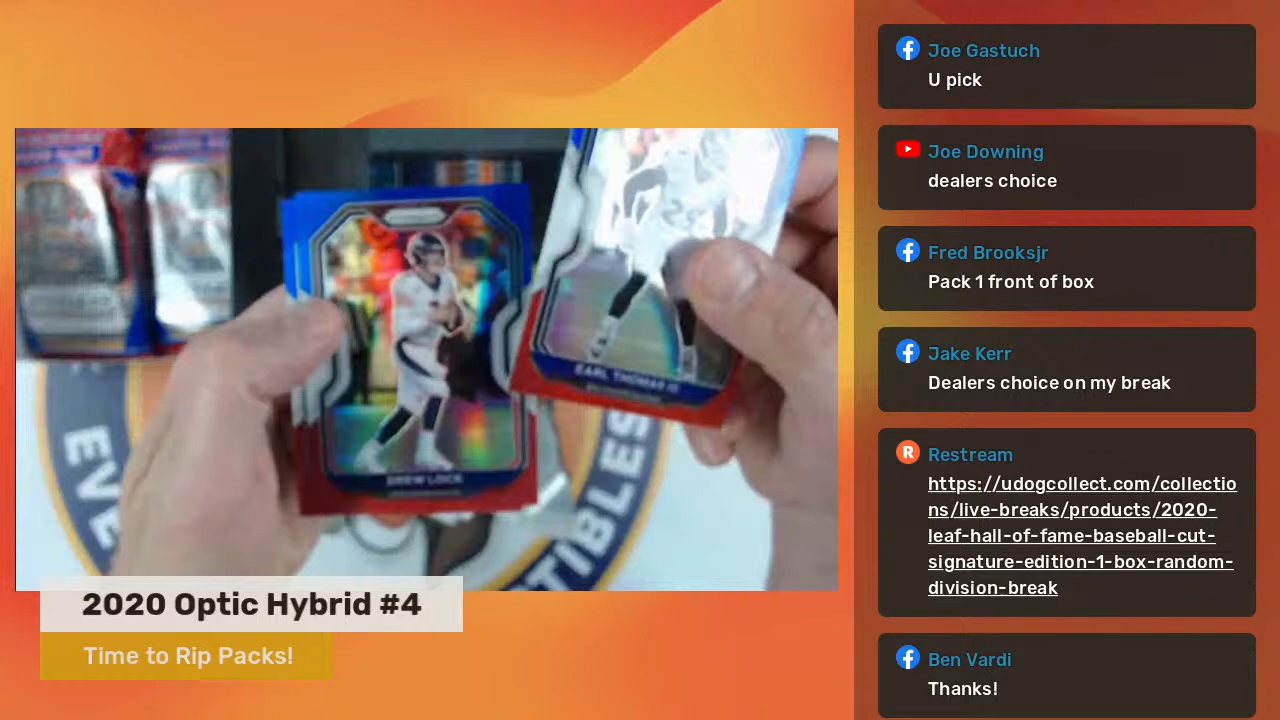 Joe Gastuch
U pick
Joe Downing
dealers choice
Fred Brooksjr
Pack 1 front of box
Jake Kerr
Dealers choice on my break
R Restream
https://udogcollect.com/collectio
ns/live-breaks/products/2020-
leaf-hall-of-fame-baseball-cut-
signature-edition-1-box-random-
division-break
Ben Vardi
Thanks!
EARL THOMAS III
DREW LOCK
EVE
TIBLES
2020 Optic Hybrid #4
Time to Rip Packs!